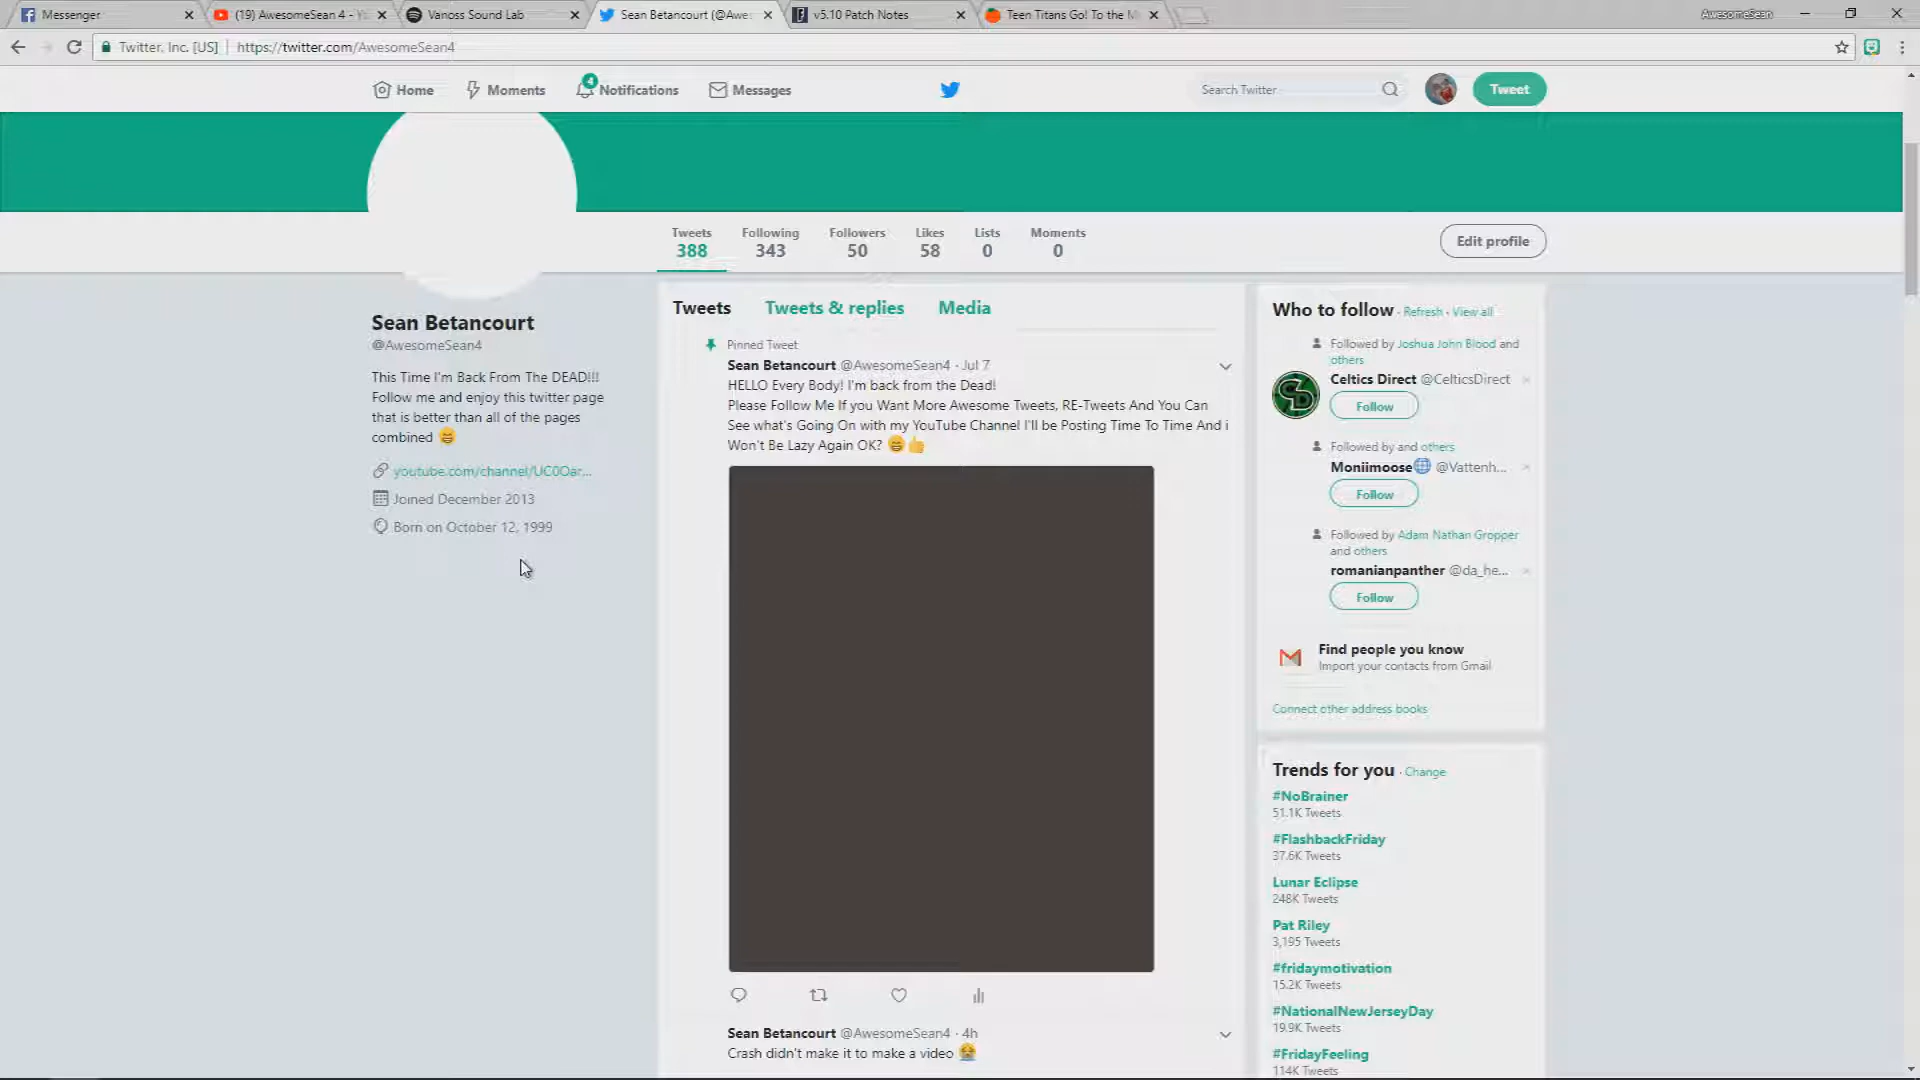 Messenger
(19) AwesomeSean 4 - Y
Vanoss Sound Lab
Sean Betancourt (@Awe
v5.10 Patch Notes
Teen Titans Go! To the M
AwesomeSean
Twitter, Inc. [US]
https://twitter.com/AwesomeSean4
Home
Moments
4
Notifications
Messages
Search Twitter
Tweet
Tweets
Following
Followers
Likes
Lists
Moments
388
343
50
58
0
0
Edit profile
Sean Betancourt
@AwesomeSean4
This Time I'm Back From The DEAD!!!
Follow me and enjoy this twitter page
that is better than all of the pages
combined 😄
youtube.com/channel/UC0Oar...
Joined December 2013
Born on October 12, 1999
Tweets
Tweets & replies
Media
Pinned Tweet
Sean Betancourt @AwesomeSean4 · Jul 7
HELLO Every Body! I'm back from the Dead!
Please Follow Me If you Want More Awesome Tweets, RE-Tweets And You Can
See what's Going On with my YouTube Channel I'll be Posting Time To Time And i
Won't Be Lazy Again OK? 😄👍
Sean Betancourt @AwesomeSean4 · 4h
Crash didn't make it to make a video 😭
Who to follow · Refresh · View all
Followed by Joshua John Blood and
others
Celtics Direct @CelticsDirect
Follow
Followed by and others
Moniimoose🌐 @Vattenh...
Follow
Followed by Adam Nathan Gropper
and others
romanianpanther @da_he...
Follow
Find people you know
Import your contacts from Gmail
Connect other address books
Trends for you · Change
#NoBrainer
51.1K Tweets
#FlashbackFriday
37.6K Tweets
Lunar Eclipse
248K Tweets
Pat Riley
3,195 Tweets
#fridaymotivation
15.2K Tweets
#NationalNewJerseyDay
19.9K Tweets
#FridayFeeling
114K Tweets